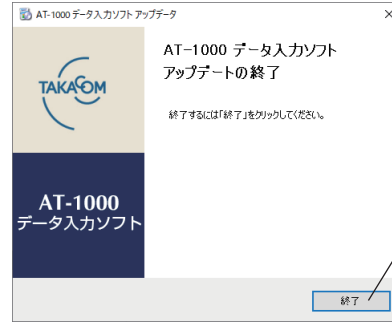 AT-1000 データ入力ソフト アップデータ
AT-1000 データ入力ソフト
アップデートの終了
終了するには「終了」をクリックしてください。
TAKACOM
AT-1000
データ入力ソフト
終了